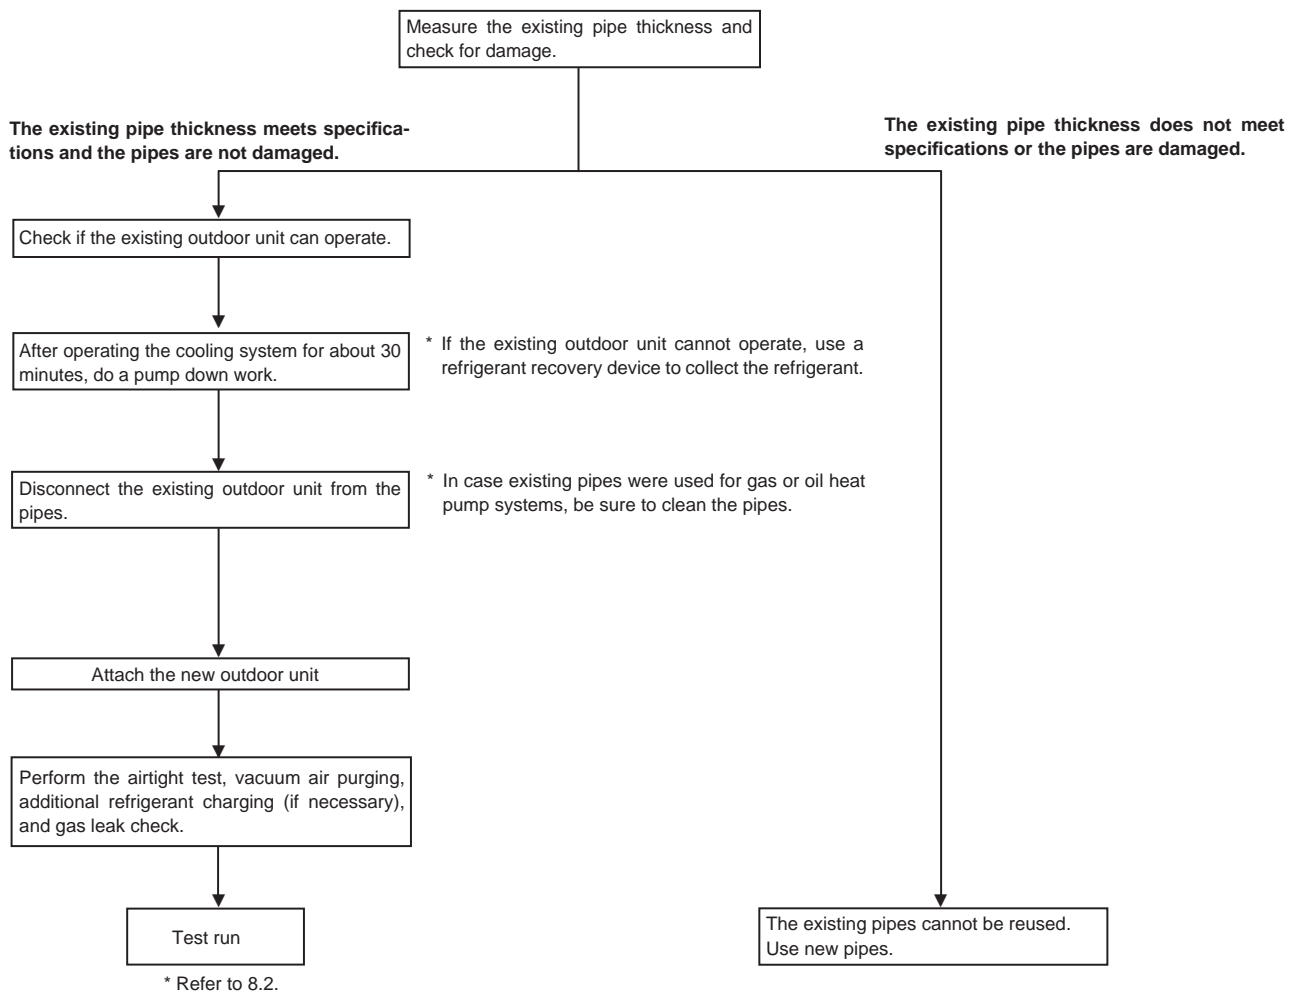 Measure the existing pipe thickness and
check for damage.
The existing pipe thickness meets specifica-
tions and the pipes are not damaged.
The existing pipe thickness does not meet
specifications or the pipes are damaged.
Check if the existing outdoor unit can operate.
After operating the cooling system for about 30
minutes, do a pump down work.
* If the existing outdoor unit cannot operate, use a
refrigerant recovery device to collect the refrigerant.
Disconnect the existing outdoor unit from the
pipes.
* In case existing pipes were used for gas or oil heat
pump systems, be sure to clean the pipes.
Attach the new outdoor unit
Perform the airtight test, vacuum air purging,
additional refrigerant charging (if necessary),
and gas leak check.
Test run
* Refer to 8.2.
The existing pipes cannot be reused.
Use new pipes.